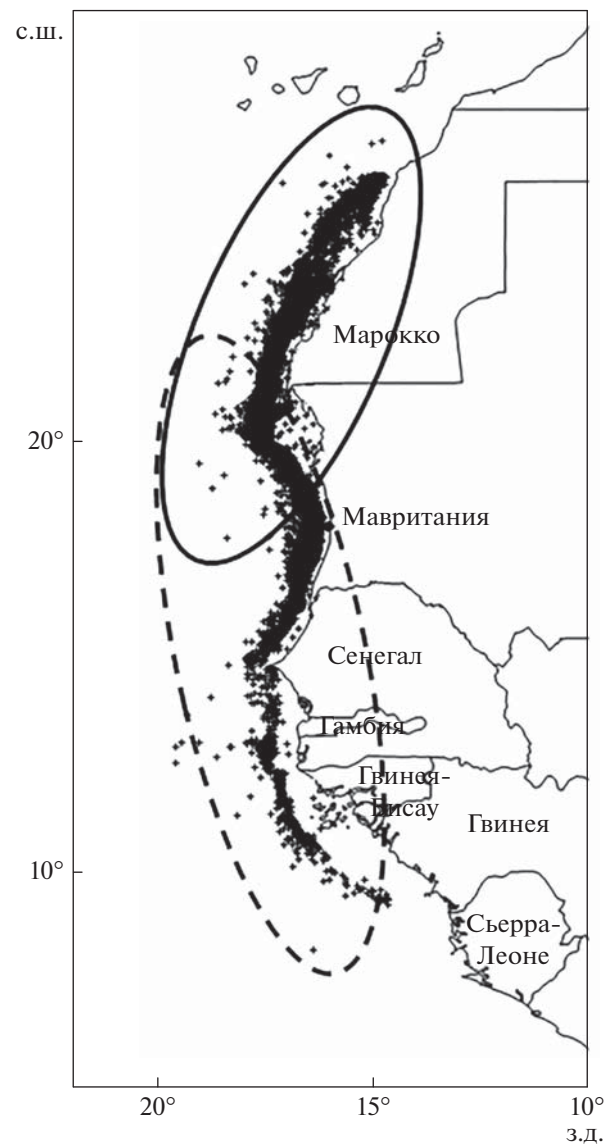 с.ш.
Марокко
20°
Мавритания
Сенегал
Гамбия
Гвинея-
Бисау
Гвинея
10°
Сьерра-
Леоне
20°
15°
10°
з.д.